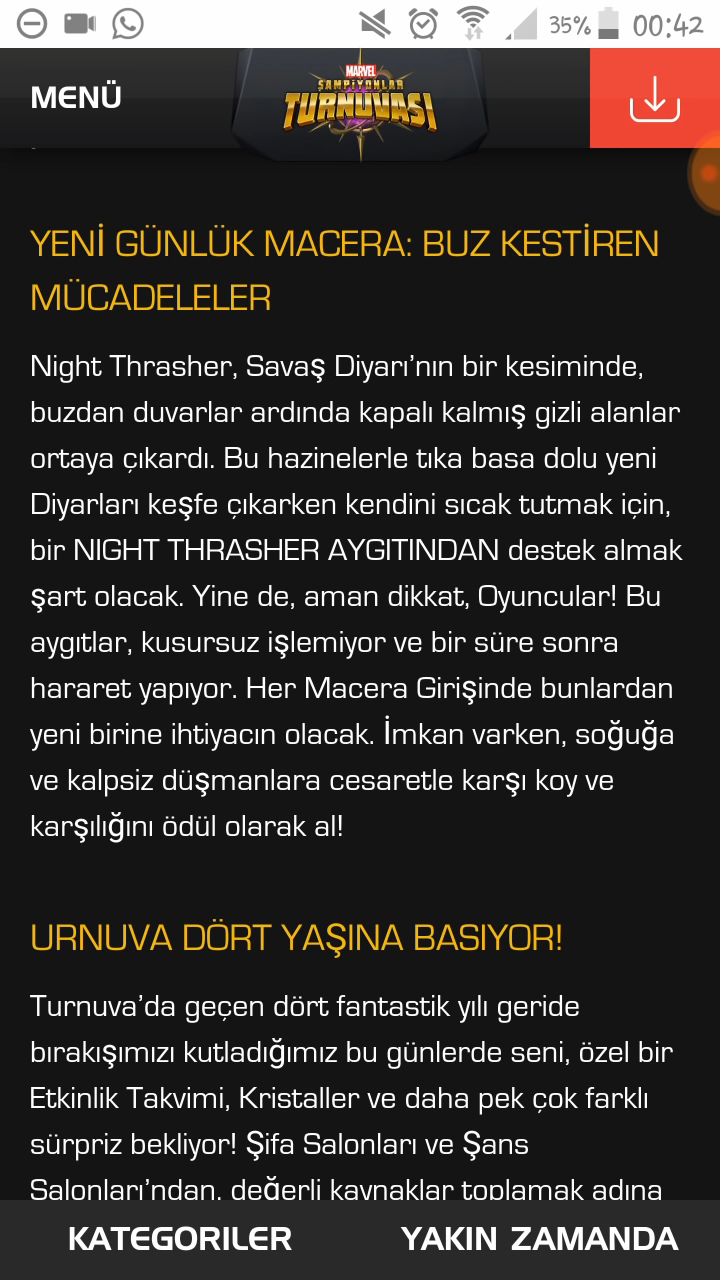 35% 00:42
MENÜ
MARVEL
ŞAMPİYONLAR
TURNUVASI
YENİ GÜNLÜK MACERA: BUZ KESTİREN
MÜCADELELER
Night Thrasher, Savaş Diyarı’nın bir kesiminde,
buzdan duvarlar ardında kapalı kalmış gizli alanlar
ortaya çıkardı. Bu hazinelerle tıka basa dolu yeni
Diyarları keşfe çıkarken kendini sıcak tutmak için,
bir NIGHT THRASHER AYGITINDAN destek almak
şart olacak. Yine de, aman dikkat, Oyuncular! Bu
aygıtlar, kusursuz işlemiyor ve bir süre sonra
hararet yapıyor. Her Macera Girişinde bunlardan
yeni birine ihtiyacın olacak. İmkan varken, soğuğa
ve kalpsiz düşmanlara cesaretle karşı koy ve
karşılığını ödül olarak al!
URNUVA DÖRT YAŞINA BASIYOR!
Turnuva’da geçen dört fantastik yılı geride
bırakışımızı kutladığımız bu günlerde seni, özel bir
Etkinlik Takvimi, Kristaller ve daha pek çok farklı
sürpriz bekliyor! Şifa Salonları ve Şans
Salonları’ndan, değerli kaynaklar toplamak adına
KATEGORILER YAKIN ZAMANDA